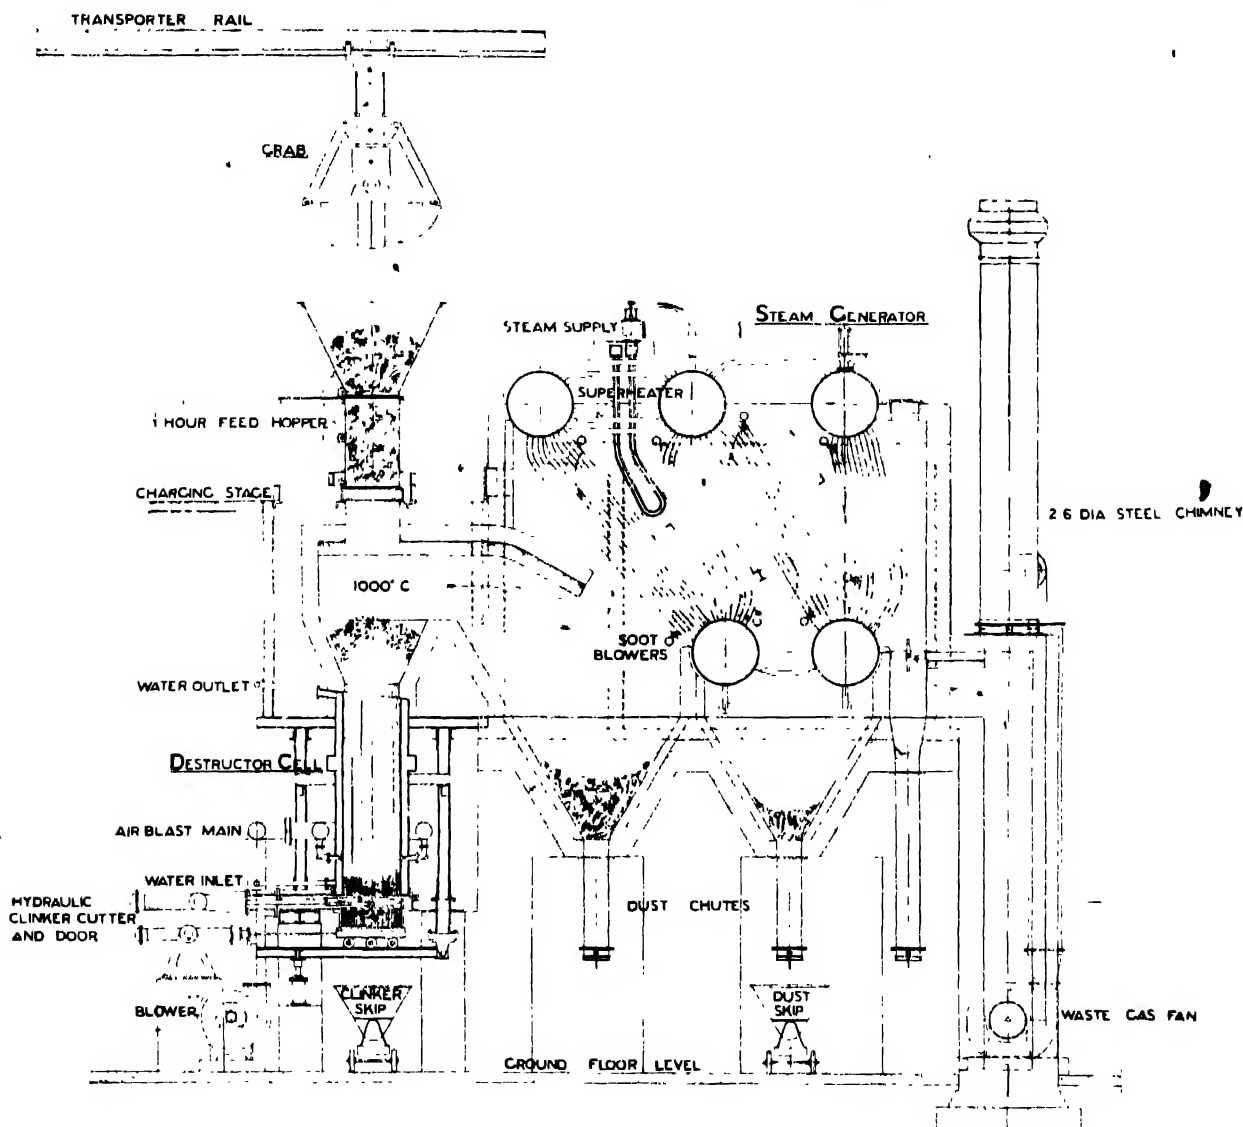 TRANSPORTER RAIL
GRAB
STEAM SUPPLY
STEAM GENERATOR
SUPERHEATER
1 HOUR FEED HOPPER
CHARGING STAGE
2 6 DIA STEEL CHIMNEY
1000° C
SOOT
BLOWERS
WATER OUTLET
DESTRUCTOR CELL
AIR BLAST MAIN
WATER INLET
HYDRAULIC
CLINKER CUTTER
AND DOOR
DUST CHUTES
CLINKER
SKIP
DUST
SKIP
BLOWER
WASTE GAS FAN
GROUND FLOOR LEVEL